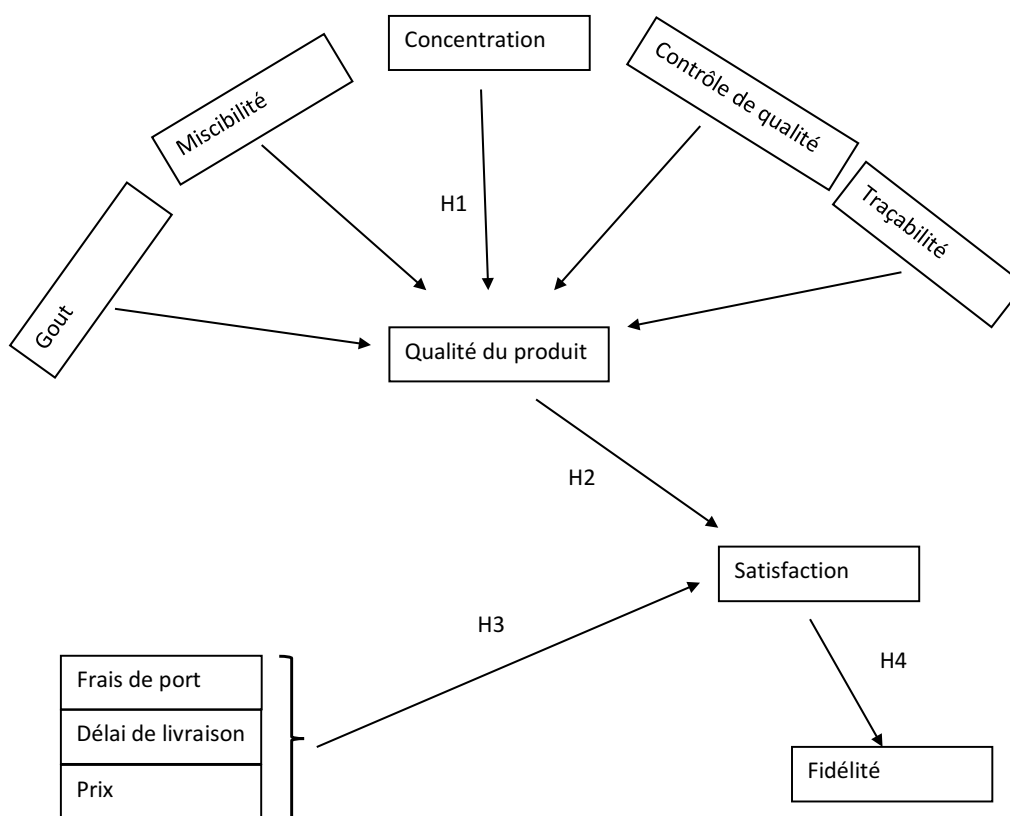 Concentration
Contrôle de qualité
Miscibilité
Traçabilité
H1
Gout
Qualité du produit
H2
Satisfaction
H3
H4
Frais de port
Délai de livraison
Fidélité
Prix